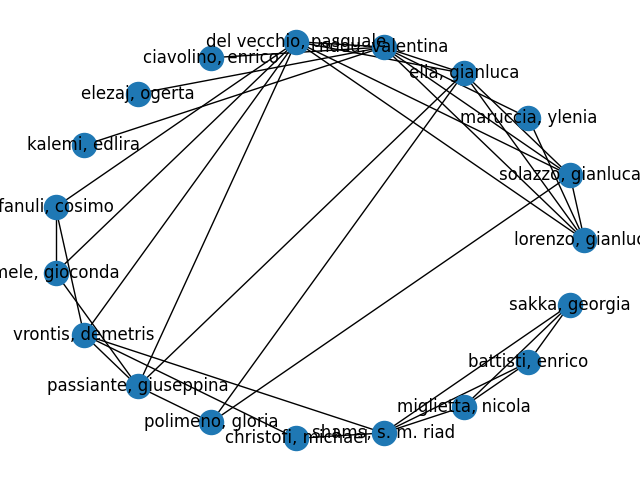 del vecchio, pasquale
ndou, valentina
ciavolino, enrico
elia, gianluca
elezaj, ogerta
maruccia, ylenia
kalemi, edlira
solazzo, gianluca
fanuli, cosimo
lorenzo, gianluc
mele, gioconda
sakka, georgia
vrontis, demetris
battisti, enrico
passiante, giuseppina
miglietta, nicola
polimeno, gloria
shams, s. m. riad
christofi, michael